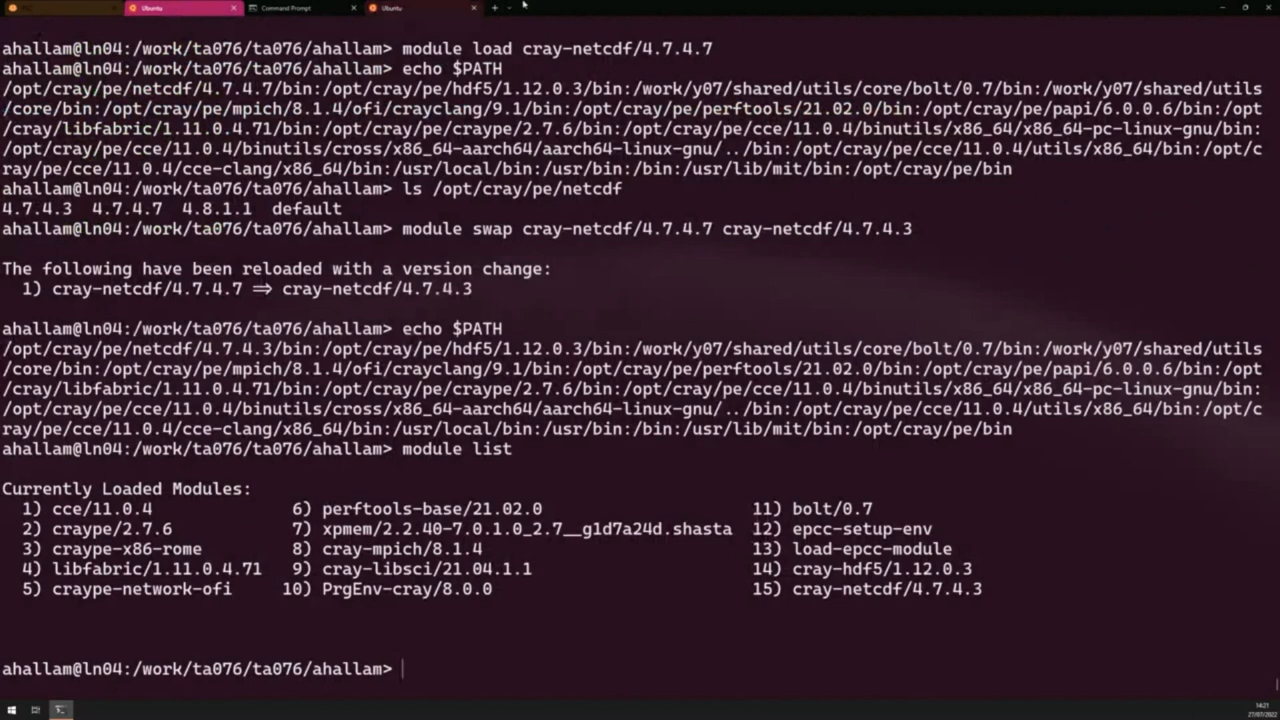 Ubuntu
Command Prompt
Ubuntu
ahallam@ln04:/work/ta076/ta076/ahallam> module load cray-netcdf/4.7.4.7
ahallam@ln04:/work/ta076/ta076/ahallam> echo $PATH
/opt/cray/pe/netcdf/4.7.4.7/bin:/opt/cray/pe/hdf5/1.12.0.3/bin:/work/y07/shared/utils/core/bolt/0.7/bin:/work/y07/shared/utils
/core/bin:/opt/cray/pe/mpich/8.1.4/ofi/crayclang/9.1/bin:/opt/cray/pe/perftools/21.02.0/bin:/opt/cray/pe/papi/6.0.0.6/bin:/opt
/cray/libfabric/1.11.0.4.71/bin:/opt/cray/pe/craype/2.7.6/bin:/opt/cray/pe/cce/11.0.4/binutils/x86_64/x86_64-pc-linux-gnu/bin:
/opt/cray/pe/cce/11.0.4/binutils/cross/x86_64-aarch64/aarch64-linux-gnu/../bin:/opt/cray/pe/cce/11.0.4/utils/x86_64/bin:/opt/c
ray/pe/cce/11.0.4/cce-clang/x86_64/bin:/usr/local/bin:/usr/bin:/bin:/usr/lib/mit/bin:/opt/cray/pe/bin
ahallam@ln04:/work/ta076/ta076/ahallam> ls /opt/cray/pe/netcdf
4.7.4.3 4.7.4.7 4.8.1.1 default
ahallam@ln04:/work/ta076/ta076/ahallam> module swap cray-netcdf/4.7.4.7 cray-netcdf/4.7.4.3
The following have been reloaded with a version change:
1) cray-netcdf/4.7.4.7 => cray-netcdf/4.7.4.3
ahallam@ln04:/work/ta076/ta076/ahallam> echo $PATH
/opt/cray/pe/netcdf/4.7.4.3/bin:/opt/cray/pe/hdf5/1.12.0.3/bin:/work/y07/shared/utils/core/bolt/0.7/bin:/work/y07/shared/utils
/core/bin:/opt/cray/pe/mpich/8.1.4/ofi/crayclang/9.1/bin:/opt/cray/pe/perftools/21.02.0/bin:/opt/cray/pe/papi/6.0.0.6/bin:/opt
/cray/libfabric/1.11.0.4.71/bin:/opt/cray/pe/craype/2.7.6/bin:/opt/cray/pe/cce/11.0.4/binutils/x86_64/x86_64-pc-linux-gnu/bin:
/opt/cray/pe/cce/11.0.4/binutils/cross/x86_64-aarch64/aarch64-linux-gnu/../bin:/opt/cray/pe/cce/11.0.4/utils/x86_64/bin:/opt/c
ray/pe/cce/11.0.4/cce-clang/x86_64/bin:/usr/local/bin:/usr/bin:/bin:/usr/lib/mit/bin:/opt/cray/pe/bin
ahallam@ln04:/work/ta076/ta076/ahallam> module list
Currently Loaded Modules:
1) cce/11.0.4 6) perftools-base/21.02.0 11) bolt/0.7
2) craype/2.7.6 7) xpmem/2.2.40-7.0.1.0_2.7__g1d7a24d.shasta 12) epcc-setup-env
3) craype-x86-rome 8) cray-mpich/8.1.4 13) load-epcc-module
4) libfabric/1.11.0.4.71 9) cray-libsci/21.04.1.1 14) cray-hdf5/1.12.0.3
5) craype-network-ofi 10) PrgEnv-cray/8.0.0 15) cray-netcdf/4.7.4.3
ahallam@ln04:/work/ta076/ta076/ahallam>
14:21
27/07/2022